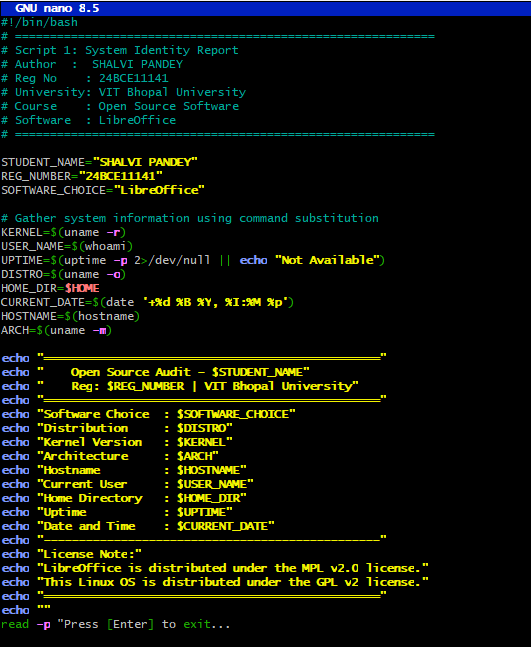 GNU nano 8.5
#!/bin/bash
# ============================================================
# Script 1: System Identity Report
# Author  :  SHALVI PANDEY
# Reg No    : 24BCE11141
# University: VIT Bhopal University
# Course    : Open Source Software
# Software  : LibreOffice
# ============================================================
STUDENT_NAME="SHALVI PANDEY"
REG_NUMBER="24BCE11141"
SOFTWARE_CHOICE="LibreOffice"
# Gather system information using command substitution
KERNEL=$(uname -r)
USER_NAME=$(whoami)
UPTIME=$(uptime -p 2>/dev/null || echo "Not Available")
DISTRO=$(uname -o)
HOME_DIR=$HOME
CURRENT_DATE=$(date '+%d %B %Y, %I:%M %p')
HOSTNAME=$(hostname)
ARCH=$(uname -m)
echo "================================================"
echo "    Open Source Audit - $STUDENT_NAME"
echo "    Reg: $REG_NUMBER | VIT Bhopal University"
echo "================================================"
echo "Software Choice  : $SOFTWARE_CHOICE"
echo "Distribution     : $DISTRO"
echo "Kernel Version   : $KERNEL"
echo "Architecture     : $ARCH"
echo "Hostname         : $HOSTNAME"
echo "Current User     : $USER_NAME"
echo "Home Directory   : $HOME_DIR"
echo "Uptime           : $UPTIME"
echo "Date and Time    : $CURRENT_DATE"
echo "------------------------------------------------"
echo "License Note:"
echo "LibreOffice is distributed under the MPL v2.0 license."
echo "This Linux OS is distributed under the GPL v2 license."
echo "================================================"
echo ""
read -p "Press [Enter] to exit...